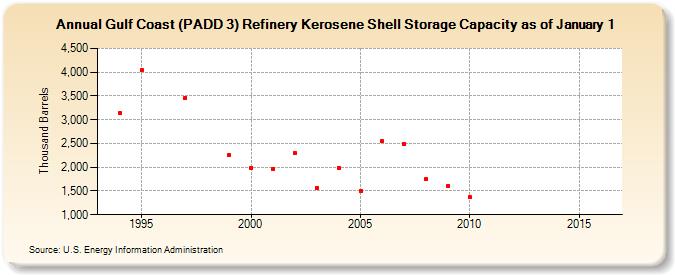 Annual Gulf Coast (PADD 3) Refinery Kerosene Shell Storage Capacity as of January 1
Thousand Barrels
4,500
4,000
3,500
3,000
2,500
2,000
1,500
1,000
1995 2000 2005 2010 2015
Source: U.S. Energy Information Administration